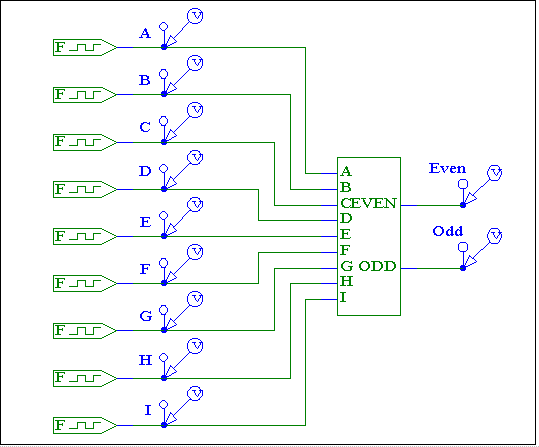 A V
F
B V
F
C V
F
D V
F
E V
F
F V
F
G V
F
H V
F
I V
F
A
B
CEVEN
D
E
F
G ODD
H
I
Even V
Odd V